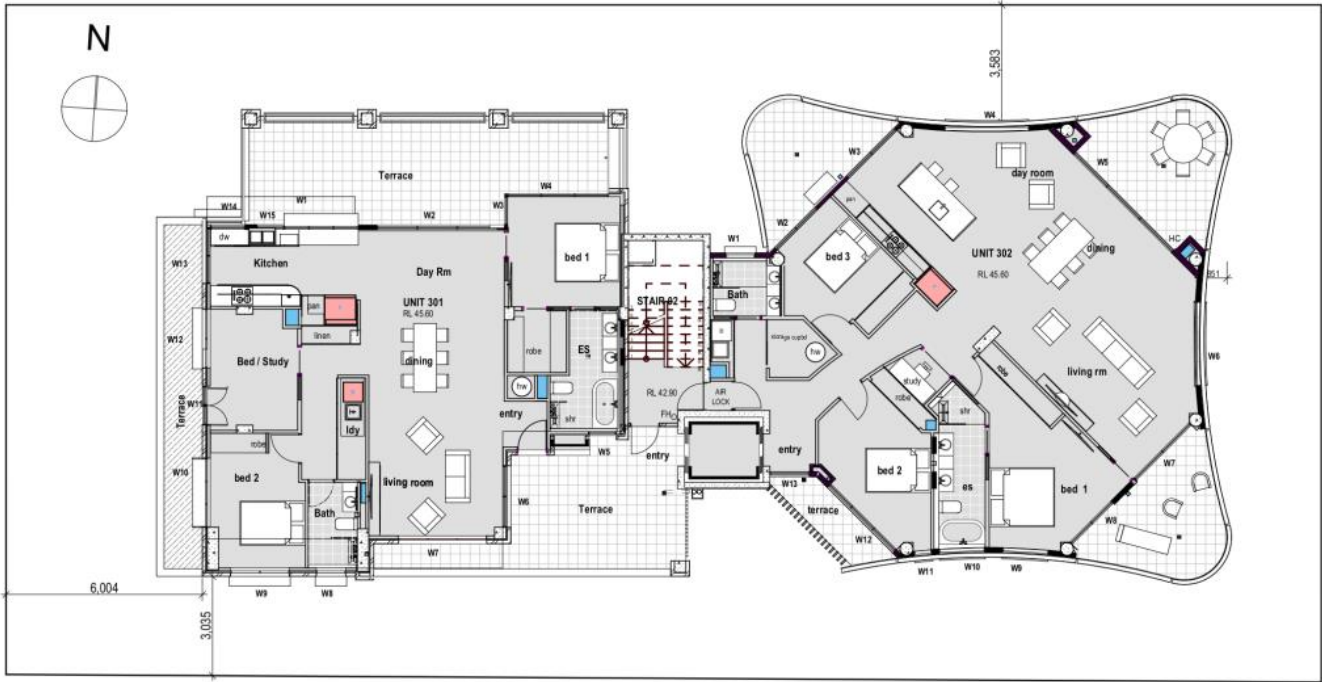 N
3,583
W4
W3
day room
W5
W2
W1
W14
W15
W2
W3
W4
Terrace
dw
Kitchen
Day Rm
bed 1
STAIR 02
W1
Bath
bed 3
pan
UNIT 302
RL 45.60
dining
HC
W13
UNIT 301
RL 45.60
pan
linen
W12
Bed / Study
dining
robe
ES
hw
W6
living rm
robe
study
robe
RL 42.90
AIR
LOCK
FH
hw
Terrace
W11
ldy
entry
shr
shr
robe
W5
entry
entry
W10
bed 2
living room
W6
Terrace
W13
terrace
bed 2
es
bed 1
W7
W8
Bath
W7
W12
W11
W10
W9
W9
W8
6,004
3,035